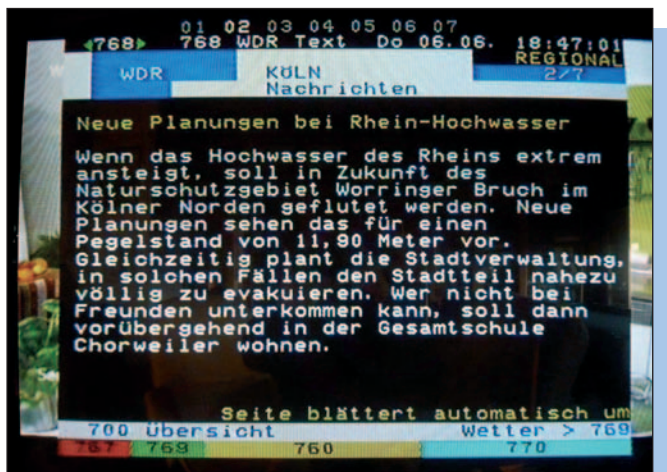 01 02 03 04 05 06 07
768 768 WDR Text Do 06.06. 18:47:01
REGIONAL
WDR KÖLN 2/7
Nachrichten
Neue Planungen bei Rhein-Hochwasser
Wenn das Hochwasser des Rheins extrem
ansteigt, soll in Zukunft des
Naturschutzgebiet Worringer Bruch im
Kölner Norden geflutet werden. Neue
Planungen sehen das für einen
Pegelstand von 11,90 Meter vor.
Gleichzeitig plant die Stadtverwaltung,
in solchen Fällen den Stadtteil nahezu
völlig zu evakuieren. Wer nicht bei
Freunden unterkommen kann, soll dann
vorübergehend in der Gesamtschule
Chorweiler wohnen.
Seite blättert automatisch um
700 Übersicht Wetter > 769
767 769 760 770